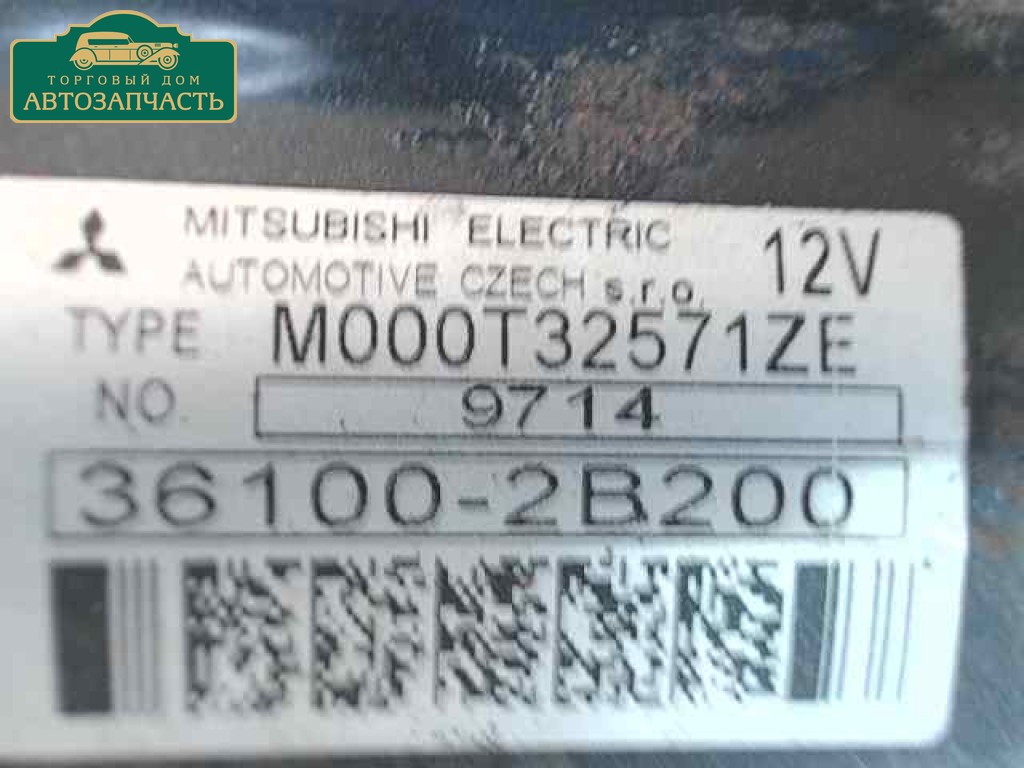 ТОРГОВЫЙ ДОМ
АВТОЗАПЧАСТЬ
MITSUBISHI ELECTRIC 12V
AUTOMOTIVE CZECH s.r.o.
TYPE M000T32571ZE
NO. 9714
36100-2B200